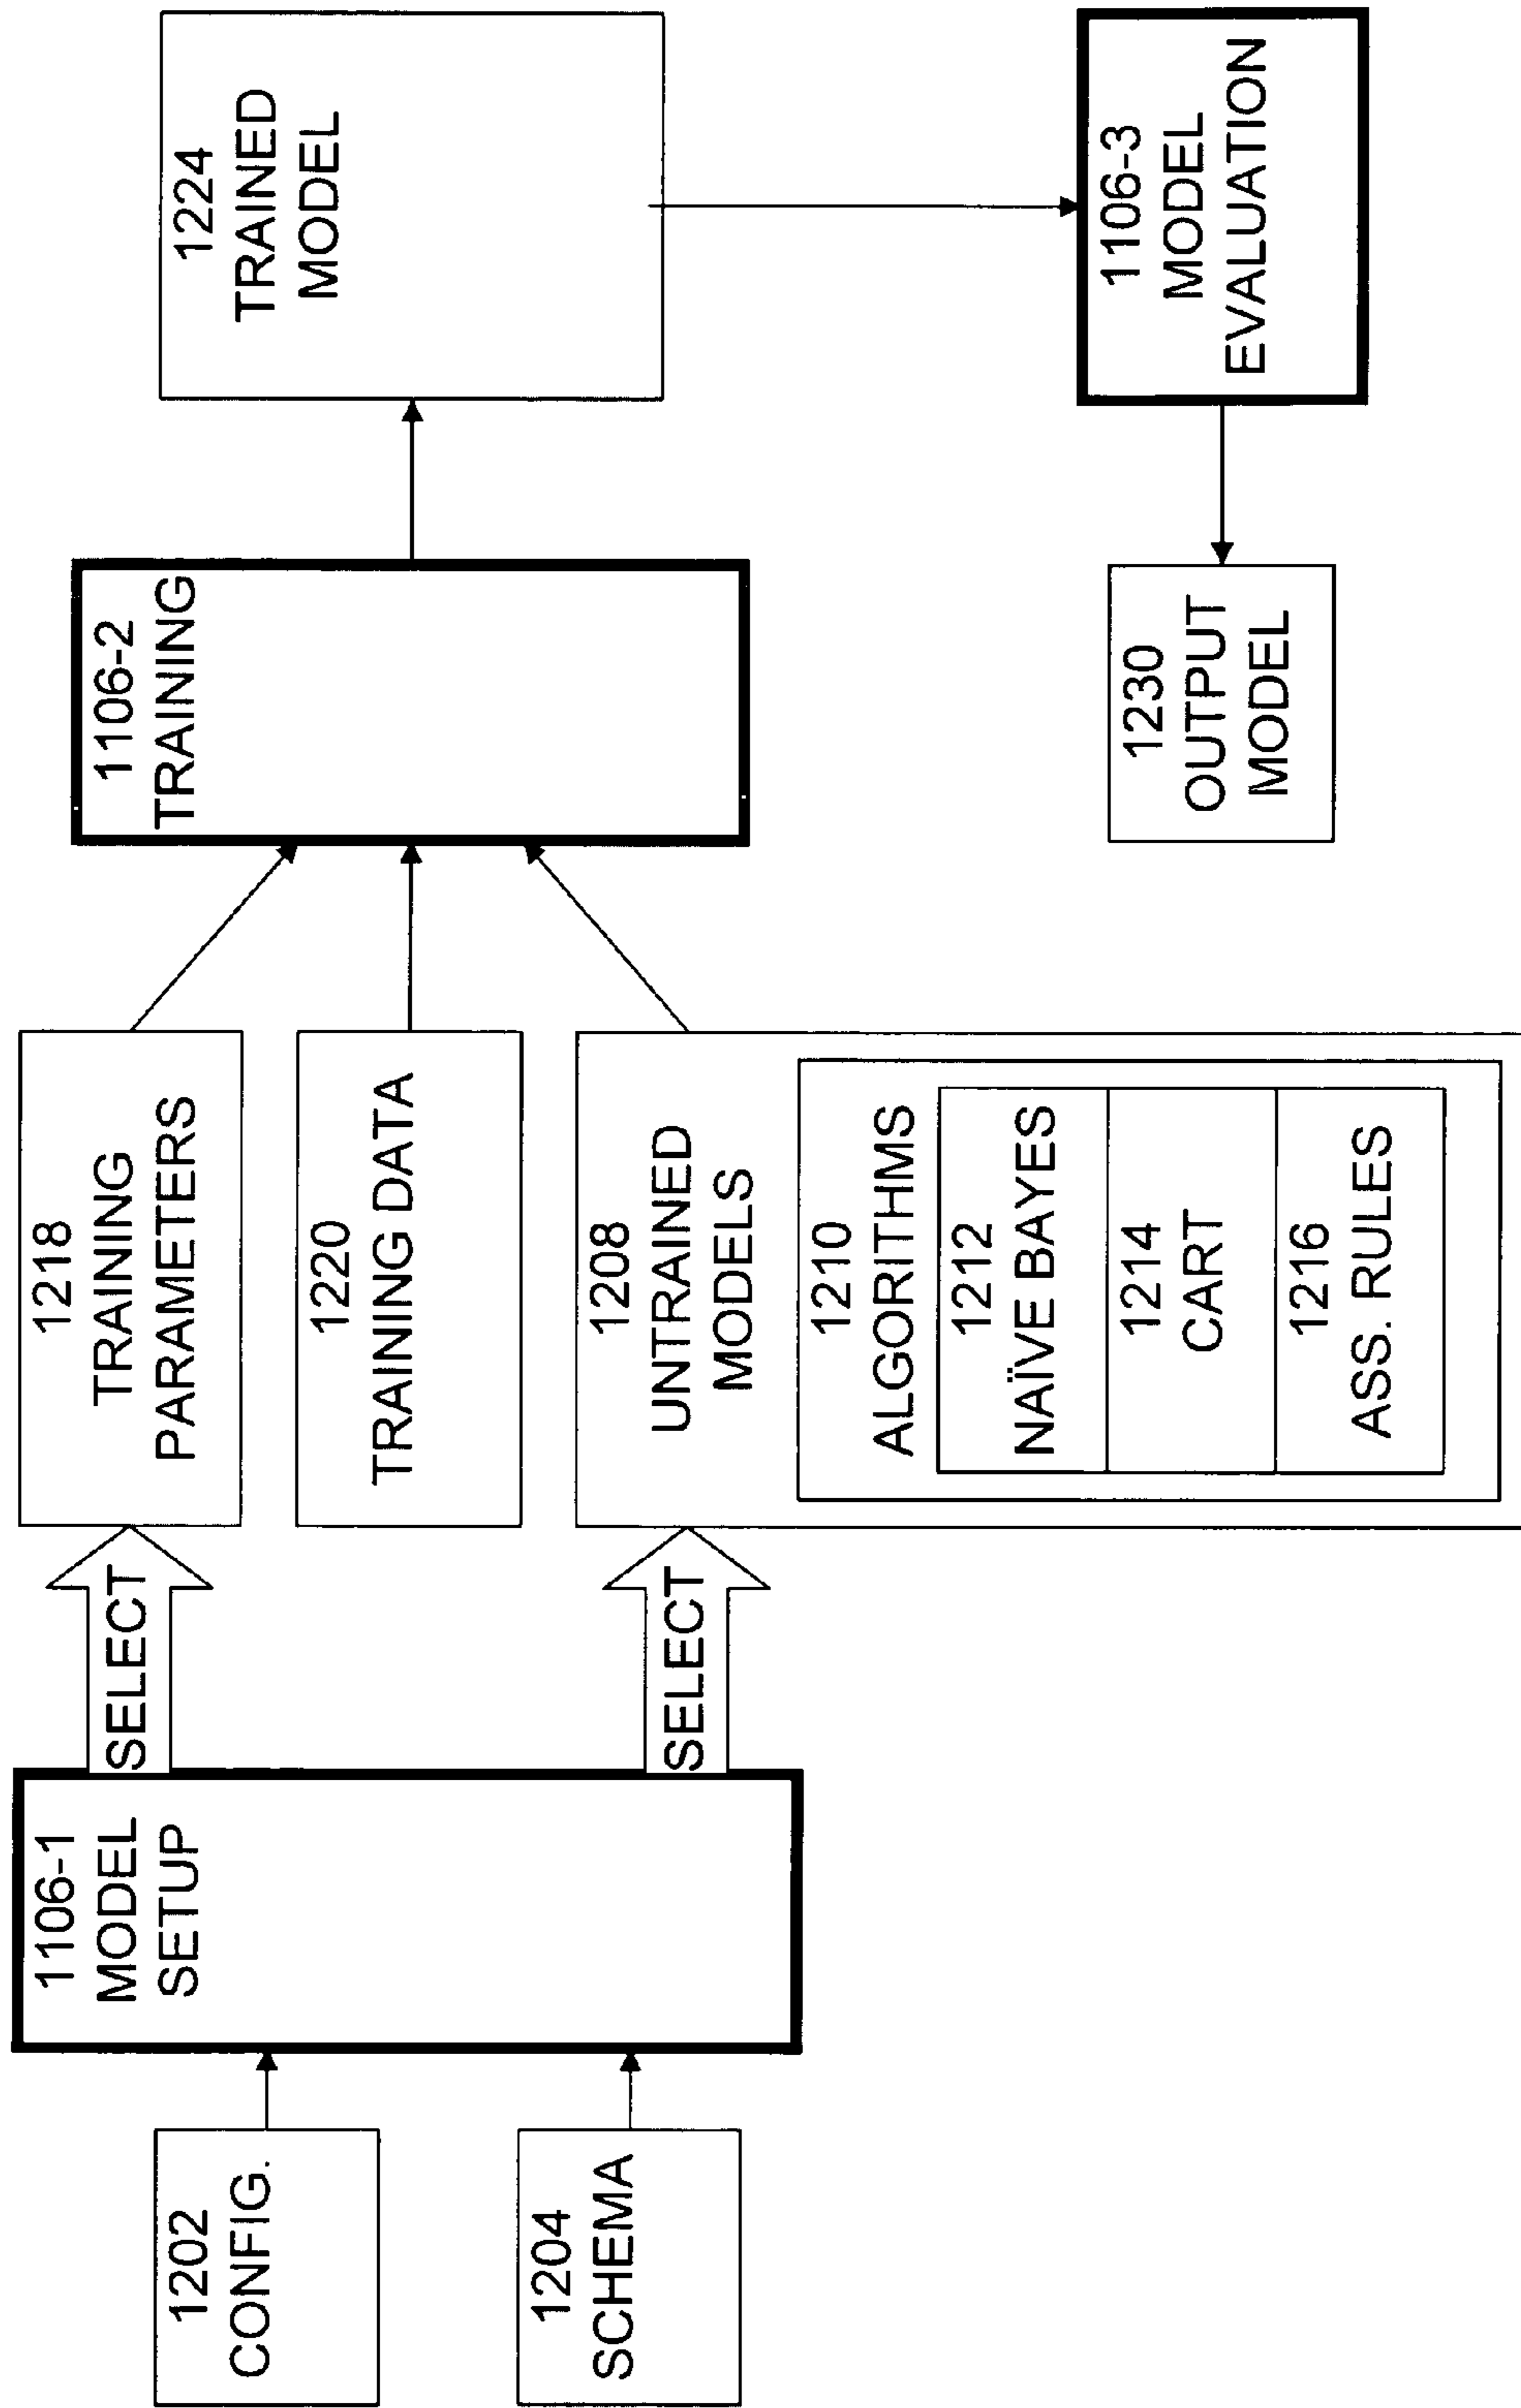 1202
CONFIG.
1204
SCHEMA
1106-1
MODEL
SETUP
SELECT
SELECT
1218
TRAINING
PARAMETERS
1220
TRAINING DATA
1208
UNTRAINED
MODELS
1210
ALGORITHMS
1212
NAÏVE BAYES
1214
CART
1216
ASS. RULES
1106-2
TRAINING
1224
TRAINED
MODEL
1106-3
MODEL
EVALUATION
1230
OUTPUT
MODEL